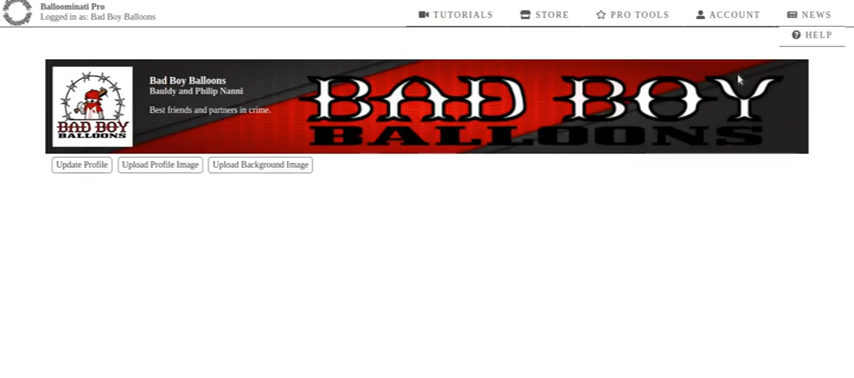 Balloominati Pro
Logged in as: Bad Boy Balloons
TUTORIALS
STORE
PRO TOOLS
ACCOUNT
NEWS
HELP
Bad Boy Balloons
Bauldy and Philip Nanni
Best friends and partners in crime.
BAD BOY
BALLOONS
BAD BOY
BALLOONS
Update Profile
Upload Profile Image
Upload Background Image